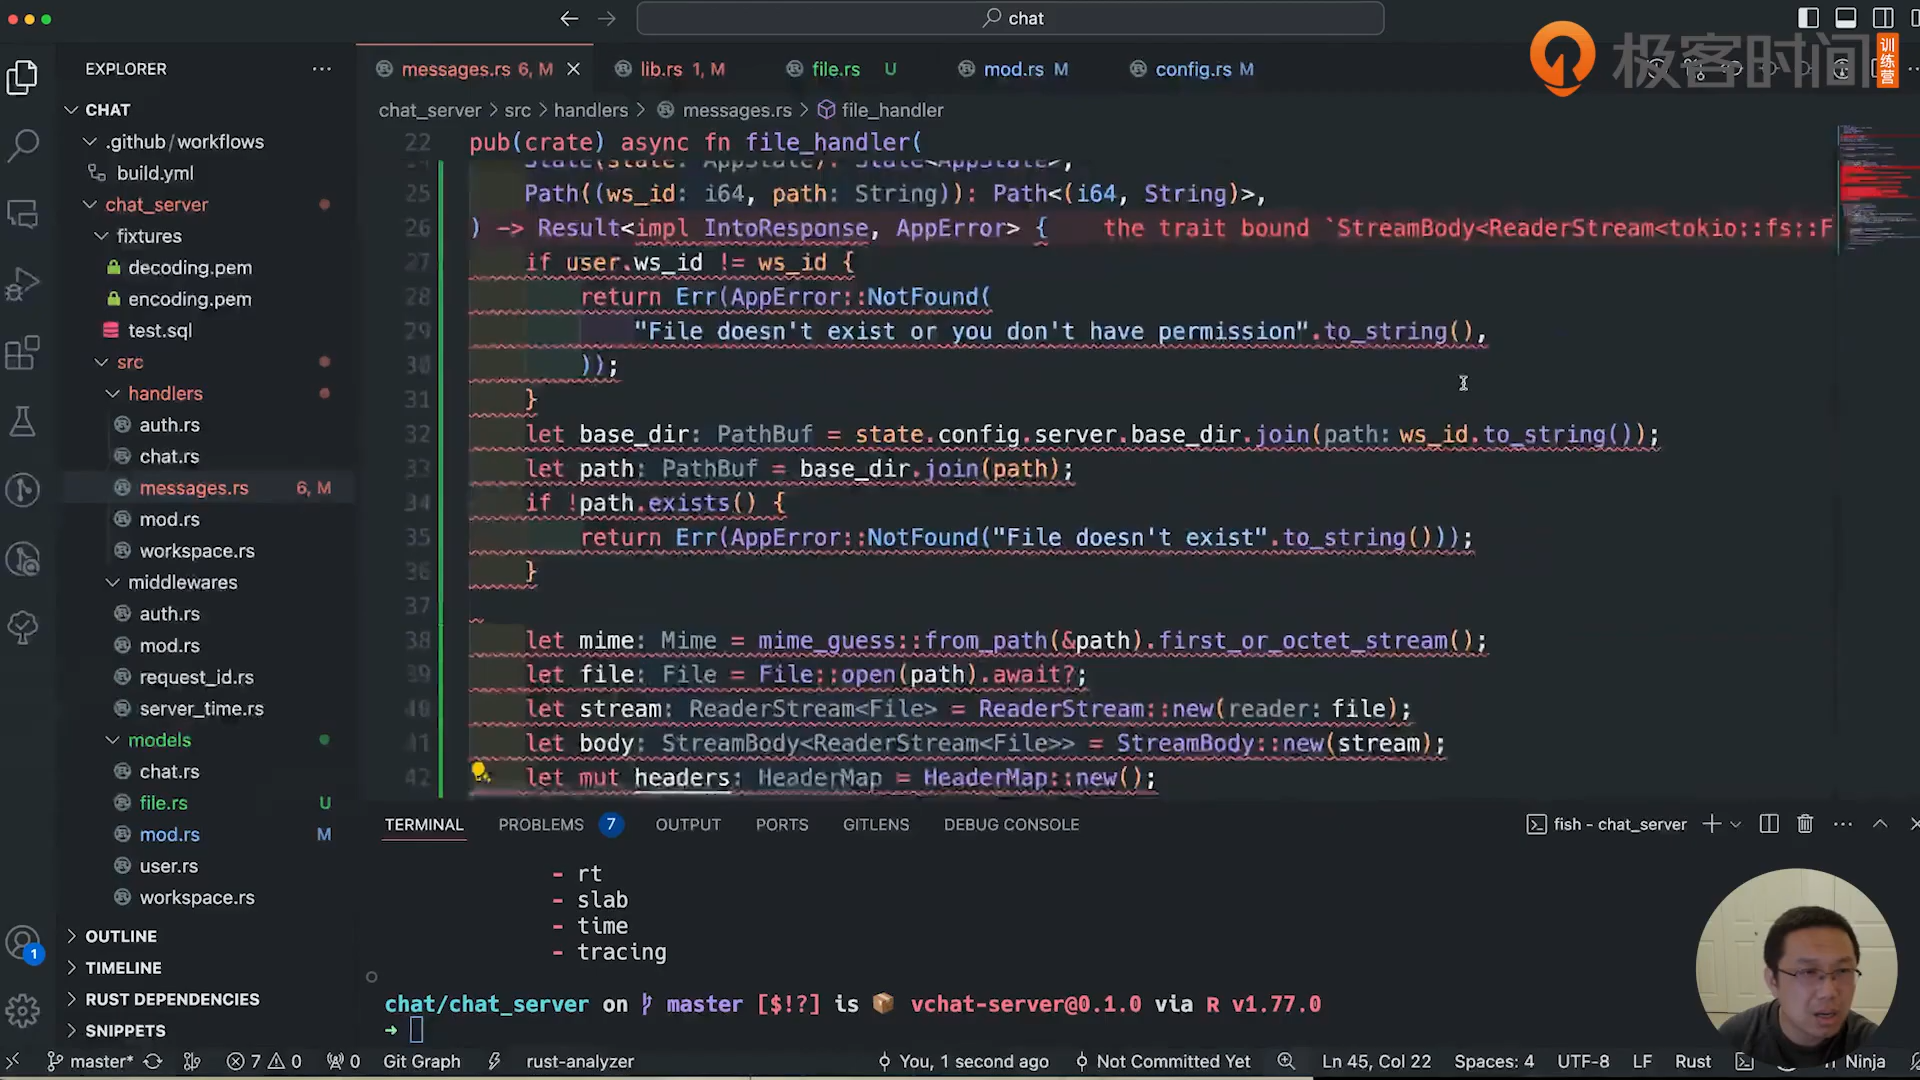 chat
极客时间 训练营
EXPLORER
messages.rs 6, M
lib.rs 1, M
file.rs U
mod.rs M
config.rs M
CHAT
.github/workflows
build.yml
chat_server
fixtures
decoding.pem
encoding.pem
test.sql
src
handlers
auth.rs
chat.rs
messages.rs 6, M
mod.rs
workspace.rs
middlewares
auth.rs
mod.rs
request_id.rs
server_time.rs
models
chat.rs
file.rs U
mod.rs M
user.rs
workspace.rs
OUTLINE
TIMELINE
RUST DEPENDENCIES
SNIPPETS
chat_server > src > handlers > messages.rs > file_handler
22 pub(crate) async fn file_handler(
State(state: AppState): State<AppState>,
25 Path((ws_id: i64, path: String)): Path<(i64, String)>,
26 ) -> Result<impl IntoResponse, AppError> { the trait bound `StreamBody<ReaderStream<tokio::fs::F
27 if user.ws_id != ws_id {
28 return Err(AppError::NotFound(
29 "File doesn't exist or you don't have permission".to_string(),
30 ));
31 }
32 let base_dir: PathBuf = state.config.server.base_dir.join(path: ws_id.to_string());
33 let path: PathBuf = base_dir.join(path);
34 if !path.exists() {
35 return Err(AppError::NotFound("File doesn't exist".to_string()));
36 }
37
38 let mime: Mime = mime_guess::from_path(&path).first_or_octet_stream();
39 let file: File = File::open(path).await?;
40 let stream: ReaderStream<File> = ReaderStream::new(reader: file);
41 let body: StreamBody<ReaderStream<File>> = StreamBody::new(stream);
42 let mut headers: HeaderMap = HeaderMap::new();
TERMINAL PROBLEMS 7 OUTPUT PORTS GITLENS DEBUG CONSOLE
fish - chat_server
- rt
- slab
- time
- tracing
chat/chat_server on master [$!?] is vchat-server@0.1.0 via R v1.77.0
1
master* 7 0 0 Git Graph rust-analyzer You, 1 second ago Not Committed Yet Ln 45, Col 22 Spaces: 4 UTF-8 LF Rust Ninja